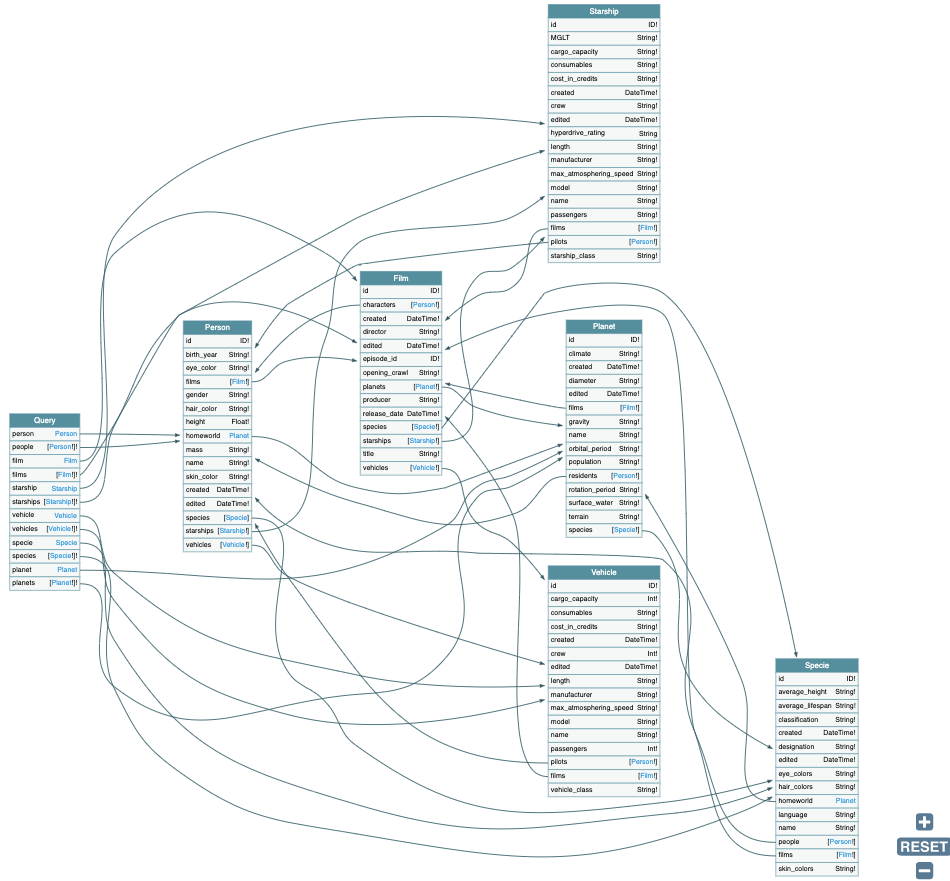 Starship
id ID!
MGLT String!
cargo_capacity String!
consumables String!
cost_in_credits String!
created DateTime!
crew String!
edited DateTime!
hyperdrive_rating String
length String!
manufacturer String!
max_atmosphering_speed String!
model String!
name String!
passengers String!
films [Film!]
pilots [Person!]
starship_class String!
Film
id ID!
characters [Person!]
created DateTime!
director String!
edited DateTime!
episode_id ID!
opening_crawl String!
planets [Planet!]
producer String!
release_date DateTime!
species [Specie!]
starships [Starship!]
title String!
vehicles [Vehicle!]
Person
id ID!
birth_year String!
eye_color String!
films [Film!]
gender String!
hair_color String!
height Float!
homeworld Planet
mass String!
name String!
skin_color String!
created DateTime!
edited DateTime!
species [Specie]
starships [Starship!]
vehicles [Vehicle!]
Planet
id ID!
climate String!
created DateTime!
diameter String!
edited DateTime!
films [Film!]
gravity String!
name String!
orbital_period String!
population String!
residents [Person!]
rotation_period String!
surface_water String!
terrain String!
species [Specie!]
Query
person Person
people [Person!]!
film Film
films [Film!]!
starship Starship
starships [Starship!]!
vehicle Vehicle
vehicles [Vehicle!]!
specie Specie
species [Specie!]!
planet Planet
planets [Planet!]!
Vehicle
id ID!
cargo_capacity Int!
consumables String!
cost_in_credits String!
created DateTime!
crew Int!
edited DateTime!
length String!
manufacturer String!
max_atmosphering_speed String!
model String!
name String!
passengers Int!
pilots [Person!]
films [Film!]
vehicle_class String!
Specie
id ID!
average_height String!
average_lifespan String!
classification String!
created DateTime!
designation String!
edited DateTime!
eye_colors String!
hair_colors String!
homeworld Planet
language String!
name String!
people [Person!]
films [Film!]
skin_colors String!
RESET